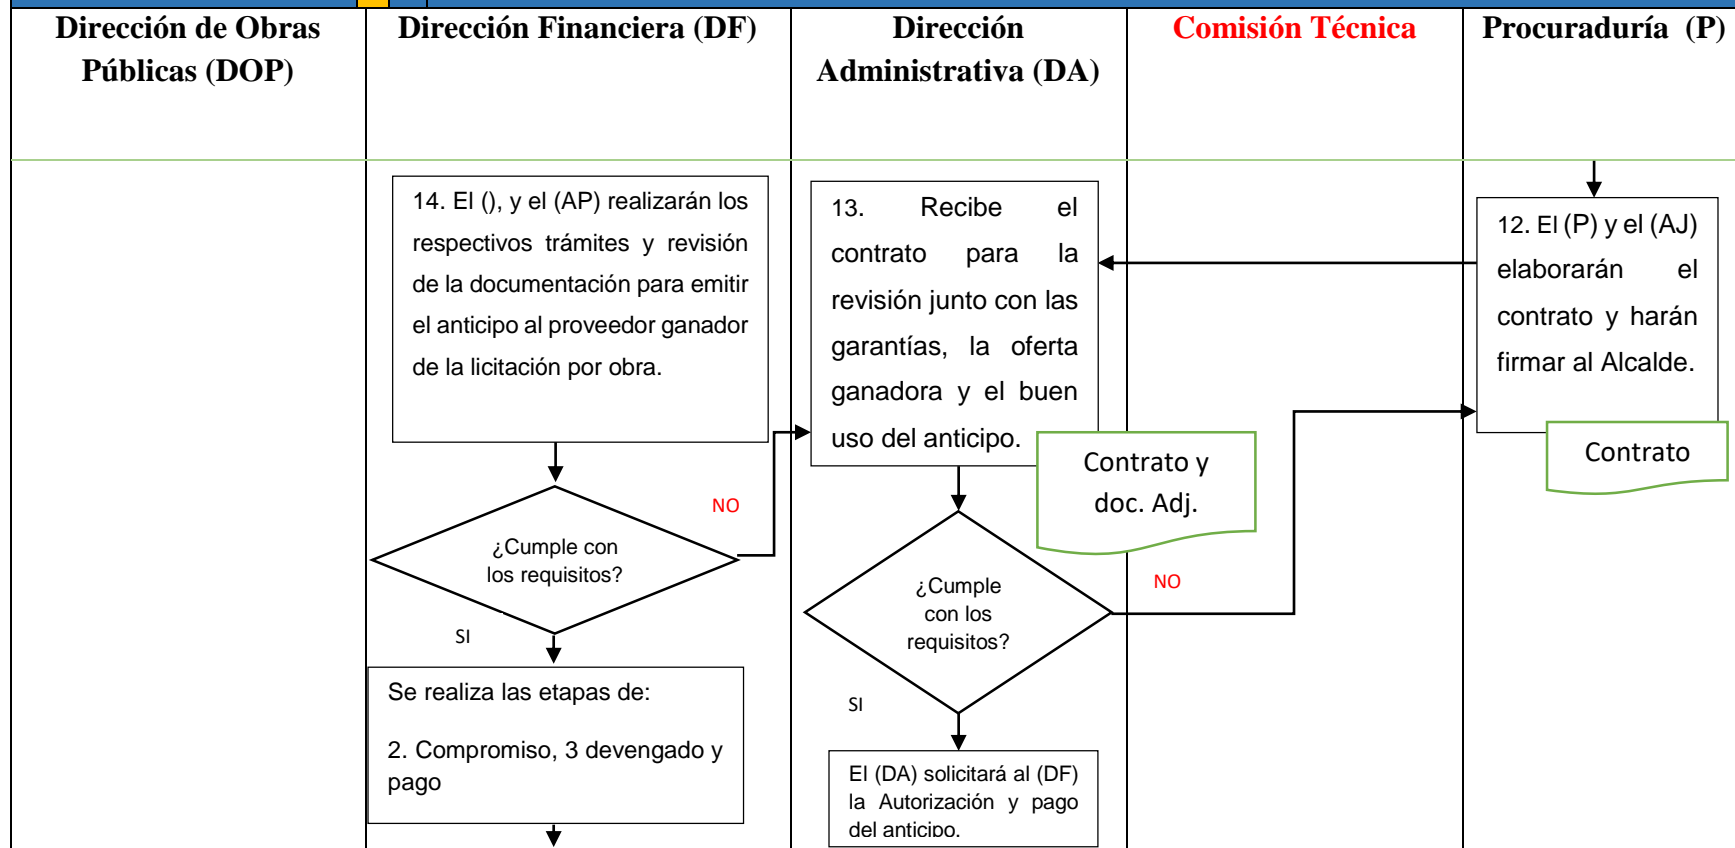 Dirección de Obras
Públicas (DOP)
Dirección Financiera (DF)
Dirección
Administrativa (DA)
Comisión Técnica
Procuraduría (P)
14. El (), y el (AP) realizarán los
respectivos trámites y revisión
de la documentación para emitir
el anticipo al proveedor ganador
de la licitación por obra.
¿Cumple con
los requisitos?
NO
SI
Se realiza las etapas de:
2. Compromiso, 3 devengado y
pago
13. Recibe el
contrato para la
revisión junto con las
garantías, la oferta
ganadora y el buen
uso del anticipo.
Contrato y
doc. Adj.
¿Cumple
con los
requisitos?
NO
SI
El (DA) solicitará al (DF)
la Autorización y pago
del anticipo.
12. El (P) y el (AJ)
elaborarán el
contrato y harán
firmar al Alcalde.
Contrato